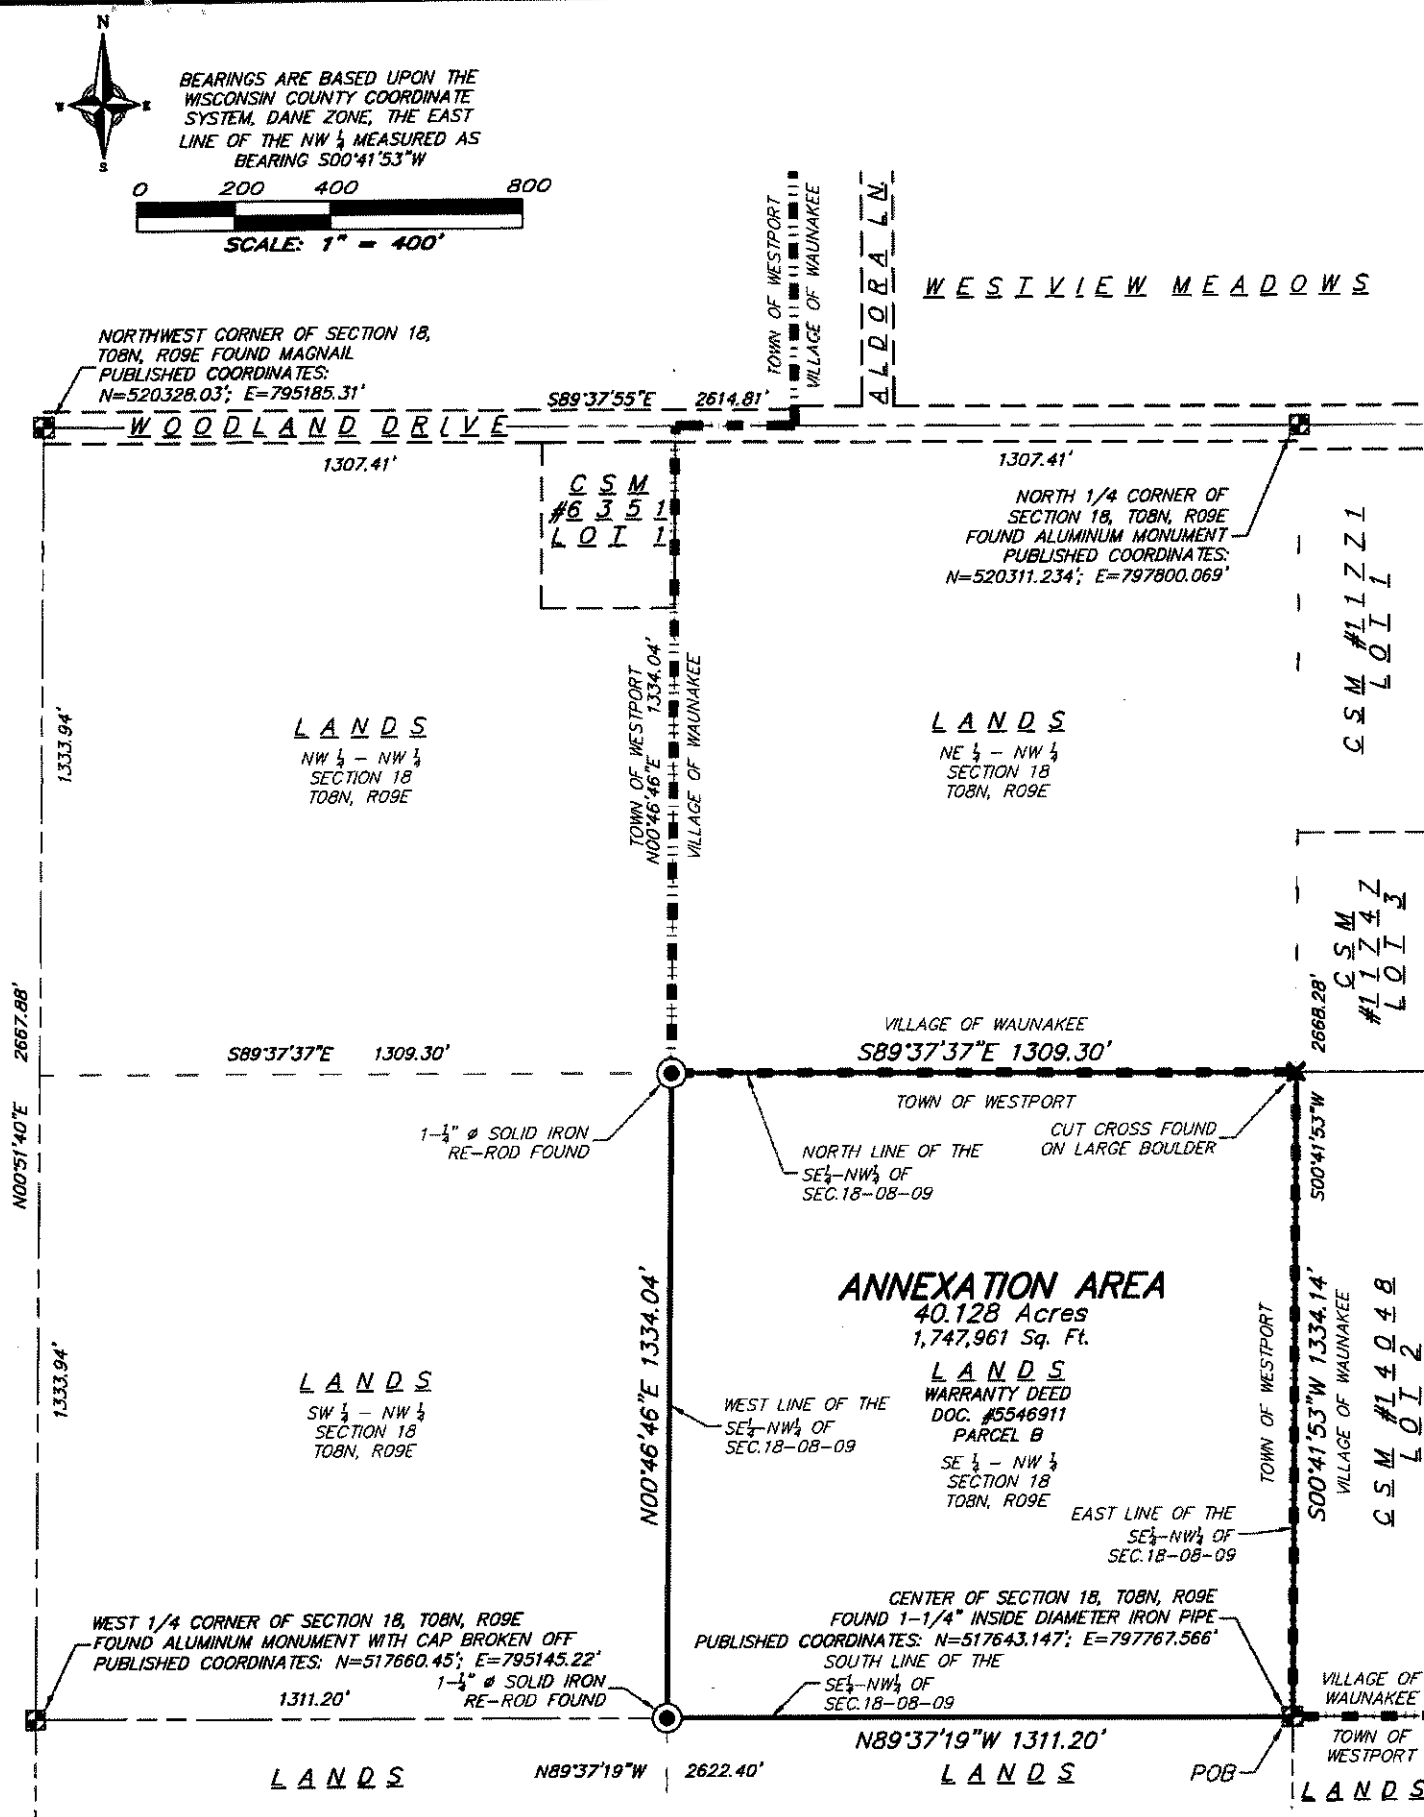 N
W
E
S
BEARINGS ARE BASED UPON THE
WISCONSIN COUNTY COORDINATE
SYSTEM, DANE ZONE, THE EAST
LINE OF THE NW 1/4 MEASURED AS
BEARING S00°41'53"W
0 200 400 800
SCALE: 1" = 400'
TOWN OF WESTPORT
VILLAGE OF WAUNAKEE
ALDORA LN.
WESTVIEW MEADOWS
NORTHWEST CORNER OF SECTION 18,
T08N, R09E FOUND MAGNAIL
PUBLISHED COORDINATES:
N=520328.03'; E=795185.31'
S89°37'55"E 2614.81'
WOODLAND DRIVE
1307.41'
1307.41'
CSM
#6351
LOT 1
NORTH 1/4 CORNER OF
SECTION 18, T08N, R09E
FOUND ALUMINUM MONUMENT
PUBLISHED COORDINATES:
N=520311.234'; E=797800.069'
CSM #11771
LOT 1
TOWN OF WESTPORT
N00°46'46"E 1334.04'
VILLAGE OF WAUNAKEE
1333.94'
LANDS
NW 1/4 - NW 1/4
SECTION 18
T08N, R09E
LANDS
NE 1/4 - NW 1/4
SECTION 18
T08N, R09E
CSM
#11747
LOT 3
N00°51'40"E 2667.88'
2668.28'
S00°41'53"W
S89°37'37"E 1309.30'
VILLAGE OF WAUNAKEE
S89°37'37"E 1309.30'
TOWN OF WESTPORT
1-1/4" ø SOLID IRON
RE-ROD FOUND
CUT CROSS FOUND
ON LARGE BOULDER
NORTH LINE OF THE
SE1/4-NW1/4 OF
SEC.18-08-09
ANNEXATION AREA
40.128 Acres
1,747,961 Sq. Ft.
LANDS
WARRANTY DEED
DOC. #5546911
PARCEL B
SE 1/4 - NW 1/4
SECTION 18
T08N, R09E
1333.94'
LANDS
SW 1/4 - NW 1/4
SECTION 18
T08N, R09E
N00°46'46"E 1334.04'
WEST LINE OF THE
SE1/4-NW1/4 OF
SEC.18-08-09
TOWN OF WESTPORT
S00°41'53"W 1334.14'
VILLAGE OF WAUNAKEE
CSM #14048
LOT 2
EAST LINE OF THE
SE1/4-NW1/4 OF
SEC.18-08-09
WEST 1/4 CORNER OF SECTION 18, T08N, R09E
FOUND ALUMINUM MONUMENT WITH CAP BROKEN OFF
PUBLISHED COORDINATES: N=517660.45'; E=795145.22'
CENTER OF SECTION 18, T08N, R09E
FOUND 1-1/4" INSIDE DIAMETER IRON PIPE
PUBLISHED COORDINATES: N=517643.147'; E=797767.566'
1-1/4" ø SOLID IRON
RE-ROD FOUND
SOUTH LINE OF THE
SE1/4-NW1/4 OF
SEC.18-08-09
1311.20'
VILLAGE OF
WAUNAKEE
TOWN OF
WESTPORT
N89°37'19"W 1311.20'
N89°37'19"W 2622.40'
LANDS
LANDS
POB
LANDS